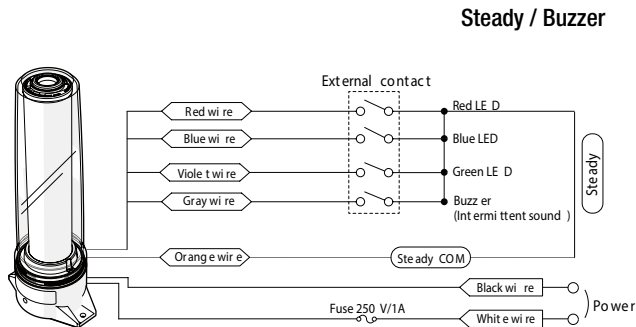 Steady / Buzzer
External contact
Red wire
Red LED
Blue wire
Blue LED
Violet wire
Green LED
Gray wire
Buzzer
(Intermittent sound)
Steady
Orange wire
Steady COM
Black wire
Power
Fuse 250 V/1A
White wire